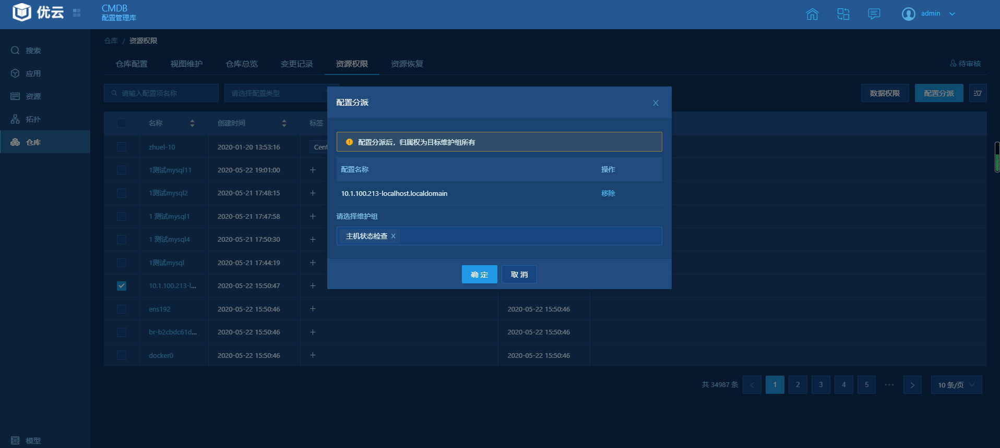 优云
CMDB
配置管理库
admin
搜索
应用
资源
拓扑
仓库
模型
仓库 / 资源权限
仓库配置 视图维护 仓库总览 变更记录 资源权限 资源恢复
待审核
请输入配置项名称 请选择配置类型
数据权限 配置分派
名称 创建时间 标签
zhuel-10 2020-01-20 13:53:16 Cent
1测试mysql11 2020-05-22 19:01:00
1测试mysql2 2020-05-21 17:48:15
1 测试mysql1 2020-05-21 17:47:58
1 测试mysql4 2020-05-21 17:50:30
1测试mysql 2020-05-21 17:44:19
10.1.100.213-l... 2020-05-22 15:50:47
ens192 2020-05-22 15:50:46 2020-05-22 15:50:46
br-b2cbdc61d... 2020-05-22 15:50:46 2020-05-22 15:50:46
docker0 2020-05-22 15:50:46 2020-05-22 15:50:46
配置分派
配置分派后，归属权为目标维护组所有
配置名称 操作
10.1.100.213-localhost.localdomain 移除
请选择维护组
主机状态检查
确 定 取 消
共 34987 条 < 1 2 3 4 5 ••• > 10 条/页